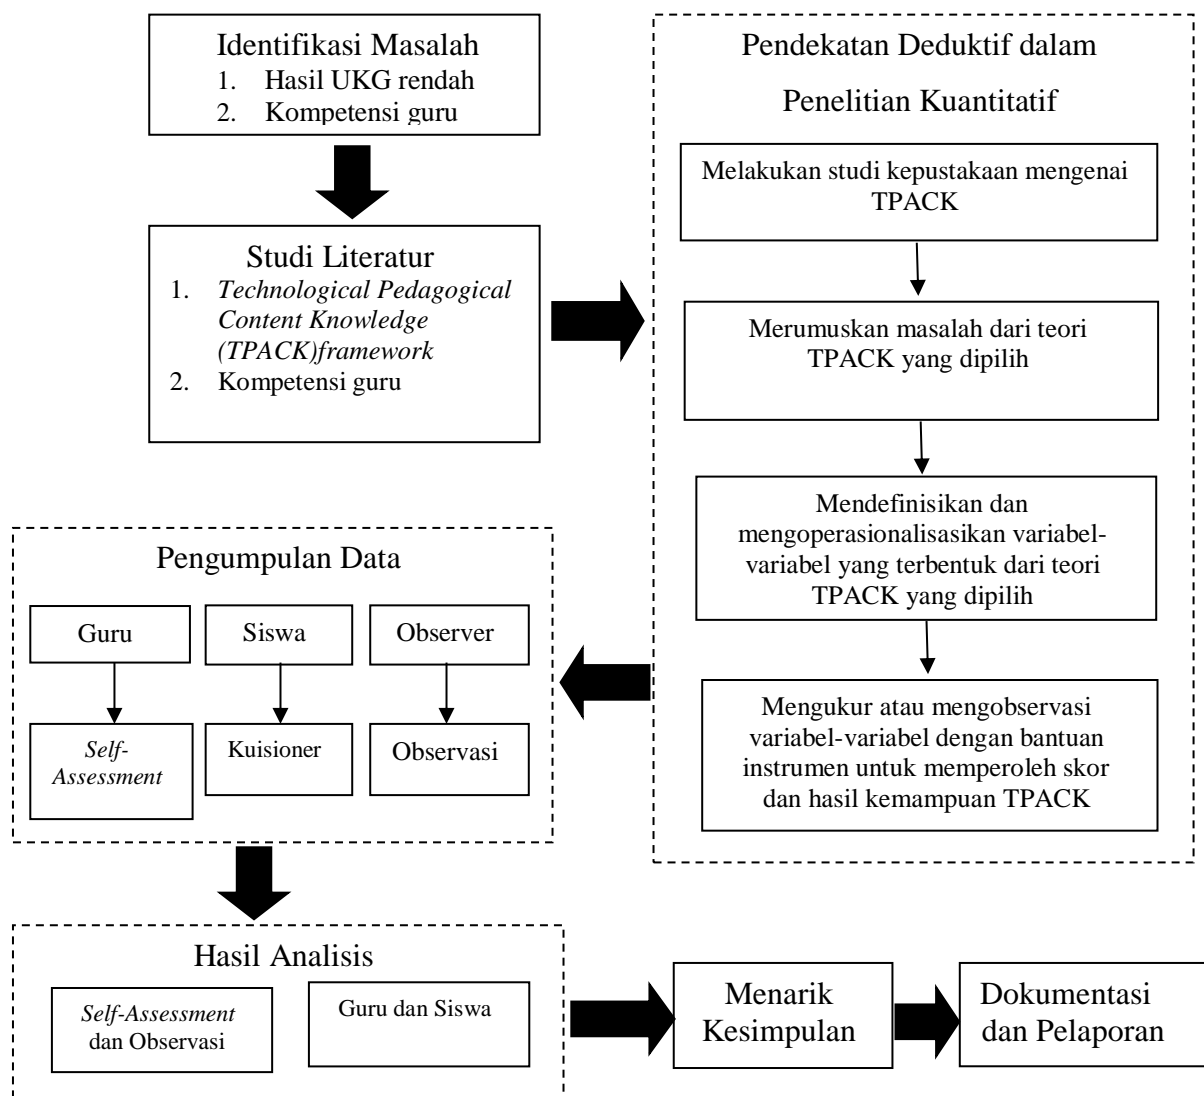 Identifikasi Masalah
1. Hasil UKG rendah
2. Kompetensi guru
Studi Literatur
1. Technological Pedagogical
Content Knowledge
(TPACK)framework
2. Kompetensi guru
Pendekatan Deduktif dalam
Penelitian Kuantitatif
Melakukan studi kepustakaan mengenai
TPACK
Merumuskan masalah dari teori
TPACK yang dipilih
Mendefinisikan dan
mengoperasionalisasikan variabel-
variabel yang terbentuk dari teori
TPACK yang dipilih
Mengukur atau mengobservasi
variabel-variabel dengan bantuan
instrumen untuk memperoleh skor
dan hasil kemampuan TPACK
Pengumpulan Data
Guru
Siswa
Observer
Self-
Assessment
Kuisioner
Observasi
Hasil Analisis
Self-Assessment
dan Observasi
Guru dan Siswa
Menarik
Kesimpulan
Dokumentasi
dan Pelaporan